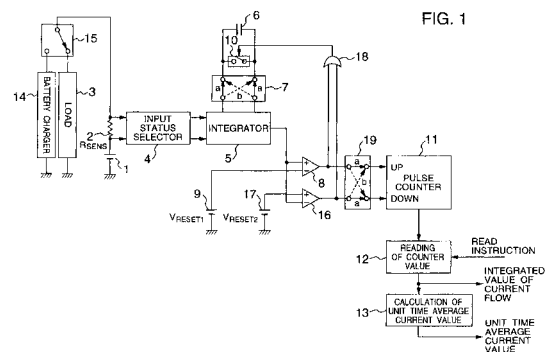 FIG. 1
6
10
18
15
7
a
b
a
14
BATTERY CHARGER
LOAD
3
2
RSENS
1
INPUT
STATUS
SELECTOR
4
INTEGRATOR
5
19
11
8
a
b
a
UP
PULSE
COUNTER
DOWN
9
17
16
VRESET1
VRESET2
12
READING
OF COUNTER
VALUE
READ
INSTRUCTION
INTEGRATED
VALUE OF
CURRENT
FLOW
13
CALCULATION OF
UNIT TIME AVERAGE
CURRENT VALUE
UNIT TIME
AVERAGE
CURRENT
VALUE